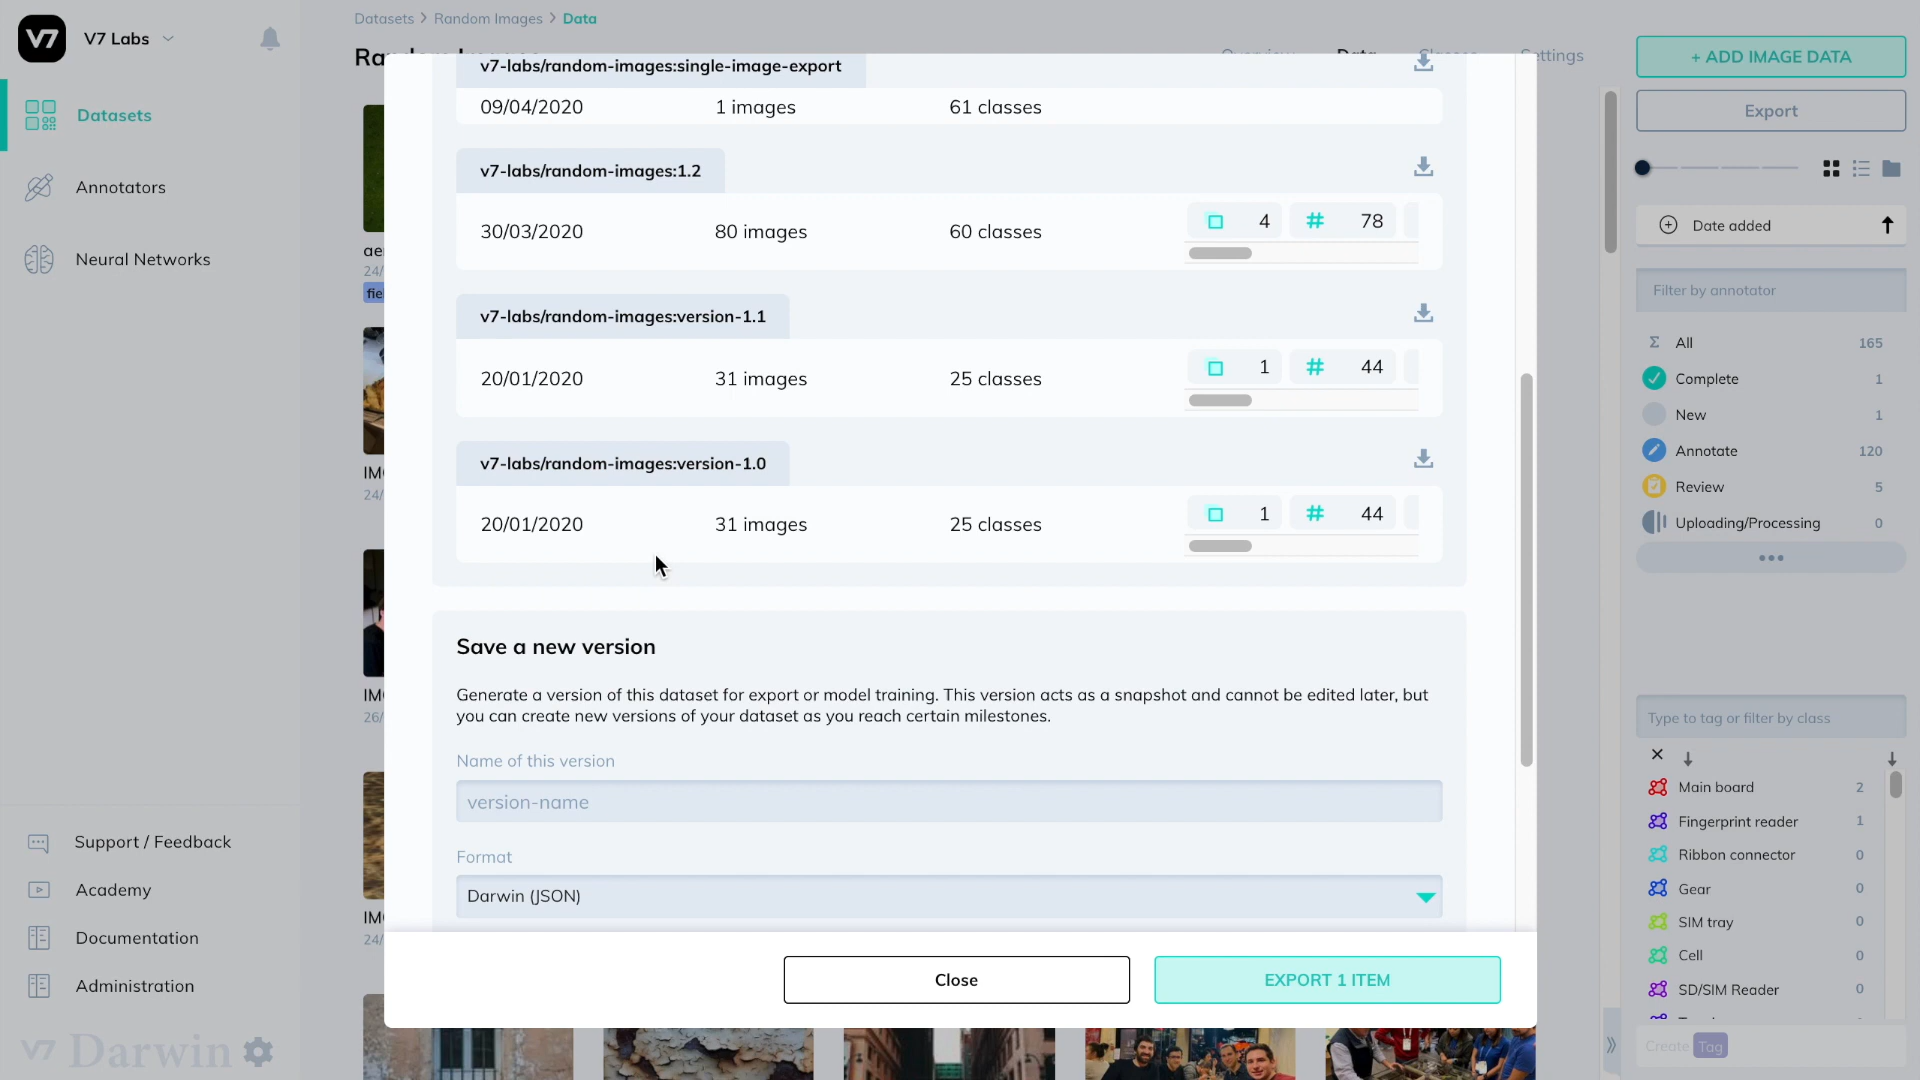 V7 Labs
Datasets
Annotators
Neural Networks
Support / Feedback
Academy
Documentation
Administration
V7 Darwin
Datasets > Random Images > Data
v7-labs/random-images:single-image-export
09/04/2020 1 images 61 classes
v7-labs/random-images:1.2
30/03/2020 80 images 60 classes 4 # 78
v7-labs/random-images:version-1.1
20/01/2020 31 images 25 classes 1 # 44
v7-labs/random-images:version-1.0
20/01/2020 31 images 25 classes 1 # 44
Save a new version
Generate a version of this dataset for export or model training. This version acts as a snapshot and cannot be edited later, but
you can create new versions of your dataset as you reach certain milestones.
Name of this version
version-name
Format
Darwin (JSON)
Close
EXPORT 1 ITEM
+ ADD IMAGE DATA
Export
Date added
Filter by annotator
Σ All 165
Complete 1
New 1
Annotate 120
Review 5
Uploading/Processing 0
Type to tag or filter by class
Main board 2
Fingerprint reader 1
Ribbon connector 0
Gear 0
SIM tray 0
Cell 0
SD/SIM Reader 0
Create Tag